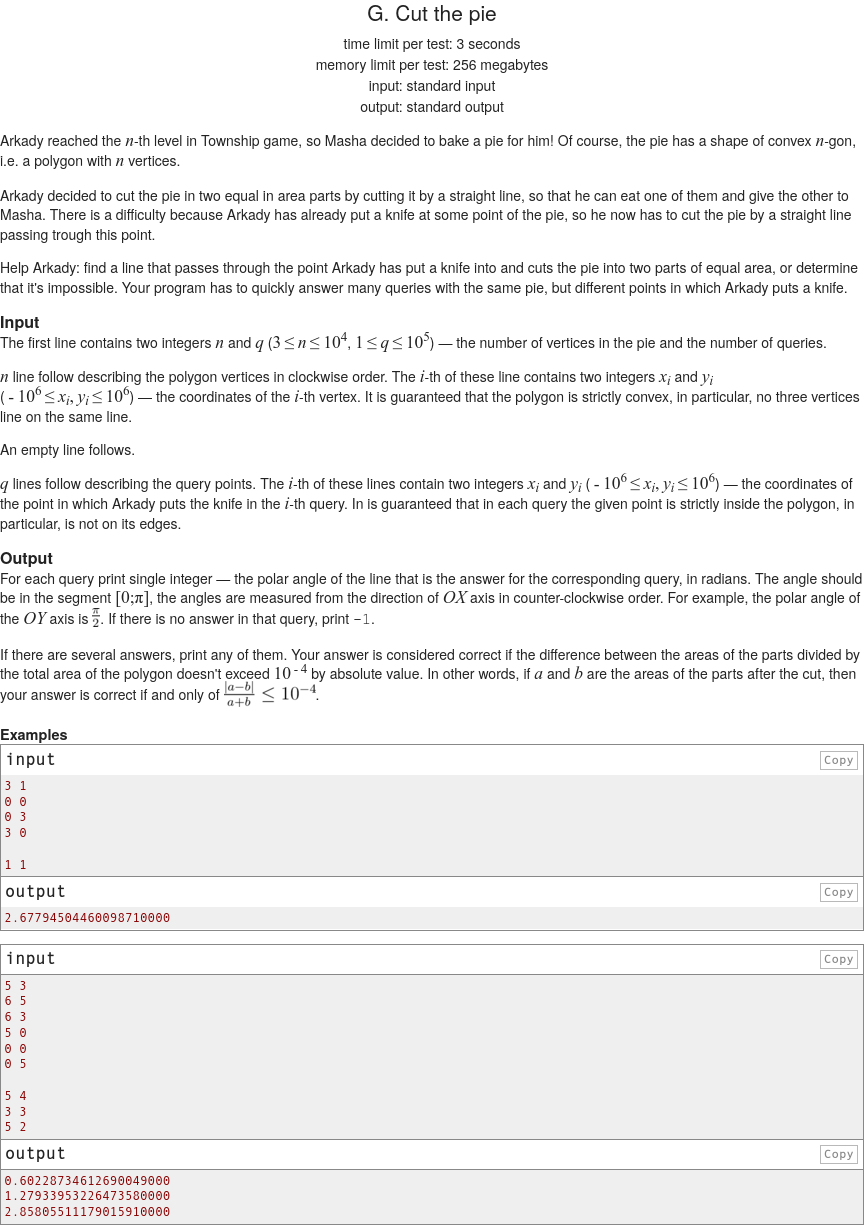 G. Cut the pie
time limit per test: 3 seconds
memory limit per test: 256 megabytes
input: standard input
output: standard output
Arkady reached the n-th level in Township game, so Masha decided to bake a pie for him! Of course, the pie has a shape of convex n-gon,
i.e. a polygon with n vertices.
Arkady decided to cut the pie in two equal in area parts by cutting it by a straight line, so that he can eat one of them and give the other to
Masha. There is a difficulty because Arkady has already put a knife at some point of the pie, so he now has to cut the pie by a straight line
passing trough this point.
Help Arkady: find a line that passes through the point Arkady has put a knife into and cuts the pie into two parts of equal area, or determine
that it's impossible. Your program has to quickly answer many queries with the same pie, but different points in which Arkady puts a knife.
Input
The first line contains two integers n and q (3 ≤ n ≤ 10^4, 1 ≤ q ≤ 10^5) — the number of vertices in the pie and the number of queries.
n line follow describing the polygon vertices in clockwise order. The i-th of these line contains two integers x_i and y_i
( - 10^6 ≤ x_i, y_i ≤ 10^6) — the coordinates of the i-th vertex. It is guaranteed that the polygon is strictly convex, in particular, no three vertices
line on the same line.
An empty line follows.
q lines follow describing the query points. The i-th of these lines contain two integers x_i and y_i ( - 10^6 ≤ x_i, y_i ≤ 10^6) — the coordinates of
the point in which Arkady puts the knife in the i-th query. In is guaranteed that in each query the given point is strictly inside the polygon, in
particular, is not on its edges.
Output
For each query print single integer — the polar angle of the line that is the answer for the corresponding query, in radians. The angle should
be in the segment [0;π], the angles are measured from the direction of OX axis in counter-clockwise order. For example, the polar angle of
the OY axis is π/2. If there is no answer in that query, print -1.
If there are several answers, print any of them. Your answer is considered correct if the difference between the areas of the parts divided by
the total area of the polygon doesn't exceed 10^-4 by absolute value. In other words, if a and b are the areas of the parts after the cut, then
your answer is correct if and only of |a−b|/a+b ≤ 10^−4.
Examples
input
Copy
3 1
0 0
0 3
3 0
1 1
output
Copy
2.67794504460098710000
input
Copy
5 3
6 5
6 3
5 0
0 0
0 5
5 4
3 3
5 2
output
Copy
0.60228734612690049000
1.27933953226473580000
2.85805511179015910000